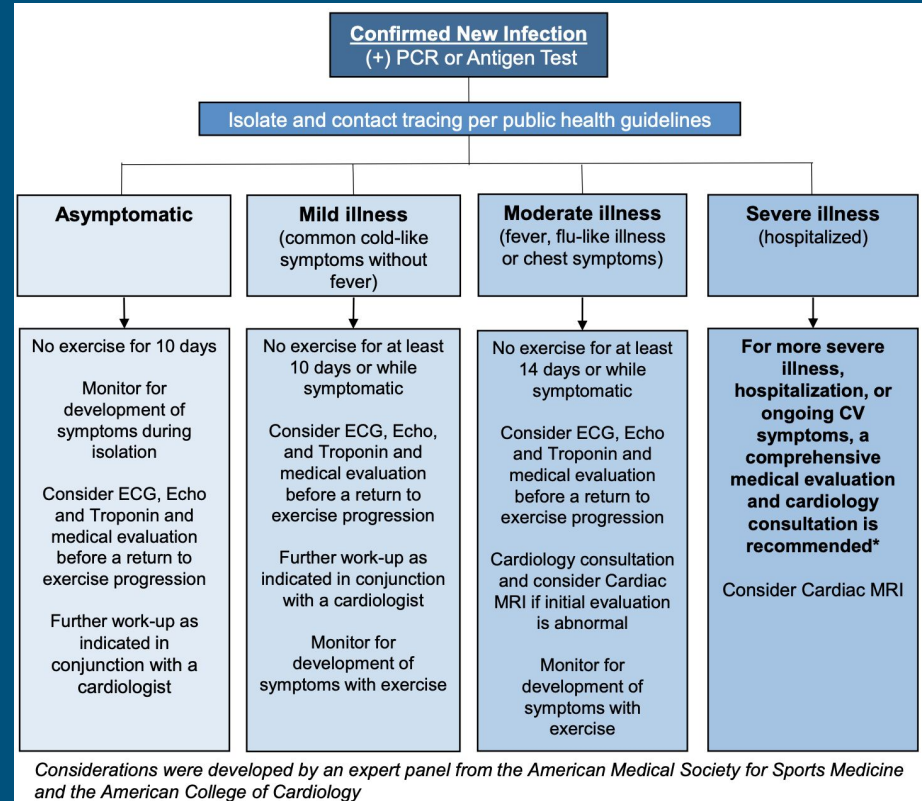 Confirmed New Infection
(+) PCR or Antigen Test
Isolate and contact tracing per public health guidelines
Asymptomatic
Mild illness
(common cold-like
symptoms without
fever)
Moderate illness
(fever, flu-like illness
or chest symptoms)
Severe illness
(hospitalized)
No exercise for 10 days
Monitor for
development of
symptoms during
isolation
Consider ECG, Echo
and Troponin and
medical evaluation
before a return to
exercise progression
Further work-up as
indicated in
conjunction with a
cardiologist
No exercise for at least
10 days or while
symptomatic
Consider ECG, Echo,
and Troponin and
medical evaluation
before a return to
exercise progression
Further work-up as
indicated in conjunction
with a cardiologist
Monitor for
development of
symptoms with exercise
No exercise for at least
14 days or while
symptomatic
Consider ECG, Echo
and Troponin and
medical evaluation
before a return to
exercise progression
Cardiology consultation
and consider Cardiac
MRI if initial evaluation
is abnormal
Monitor for
development of
symptoms with
exercise
For more severe
illness,
hospitalization, or
ongoing CV
symptoms, a
comprehensive
medical evaluation
and cardiology
consultation is
recommended*
Consider Cardiac MRI
Considerations were developed by an expert panel from the American Medical Society for Sports Medicine
and the American College of Cardiology